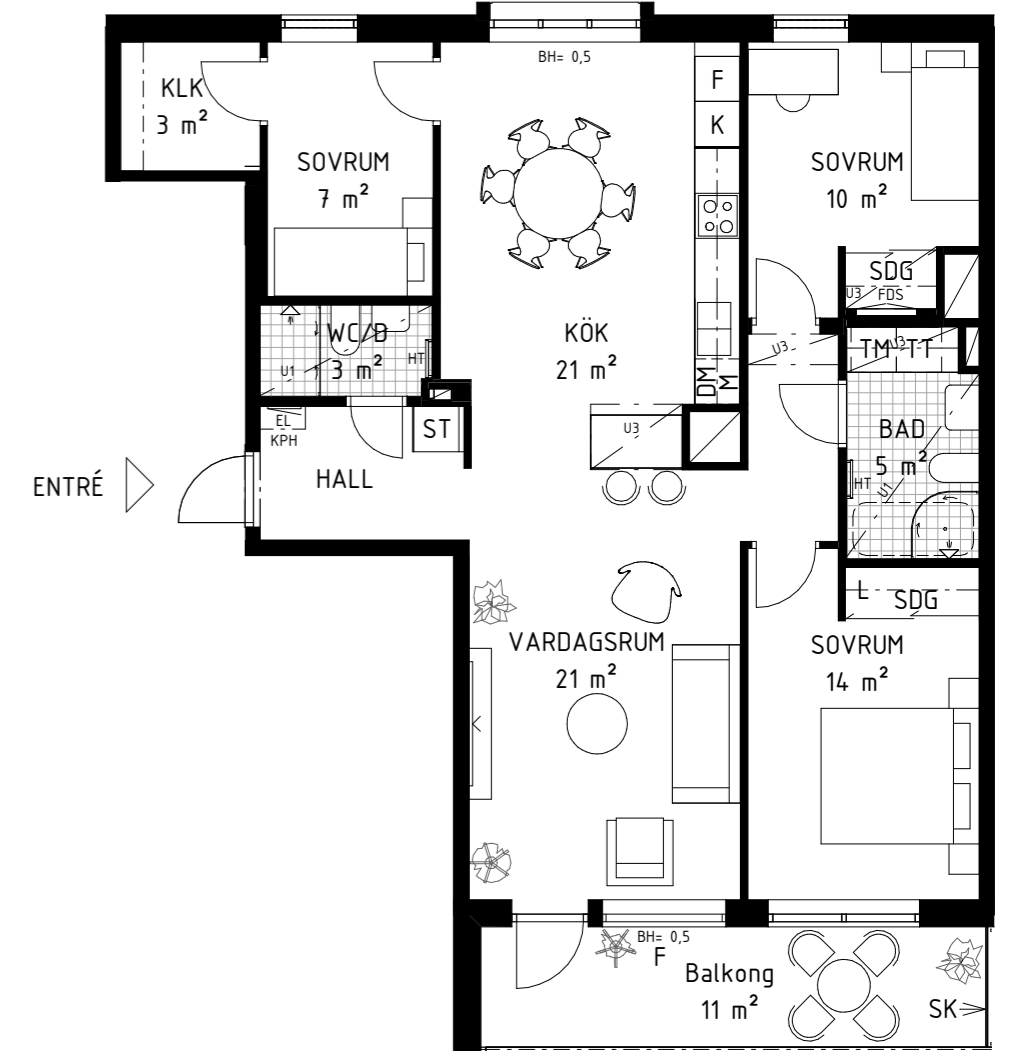 BH= 0,5
KLK
3 m²
F
K
SOVRUM
7 m²
SOVRUM
10 m²
SDG
U3
FDS
WC/D
3 m²
U1
HT
KÖK
21 m²
U3
TM TT
U3
DM
M
EL
KPH
ST
U3
BAD
5 m²
HT
U1
ENTRÉ
HALL
L
SDG
VARDAGSRUM
21 m²
SOVRUM
14 m²
BH= 0,5
F
Balkong
11 m²
SK